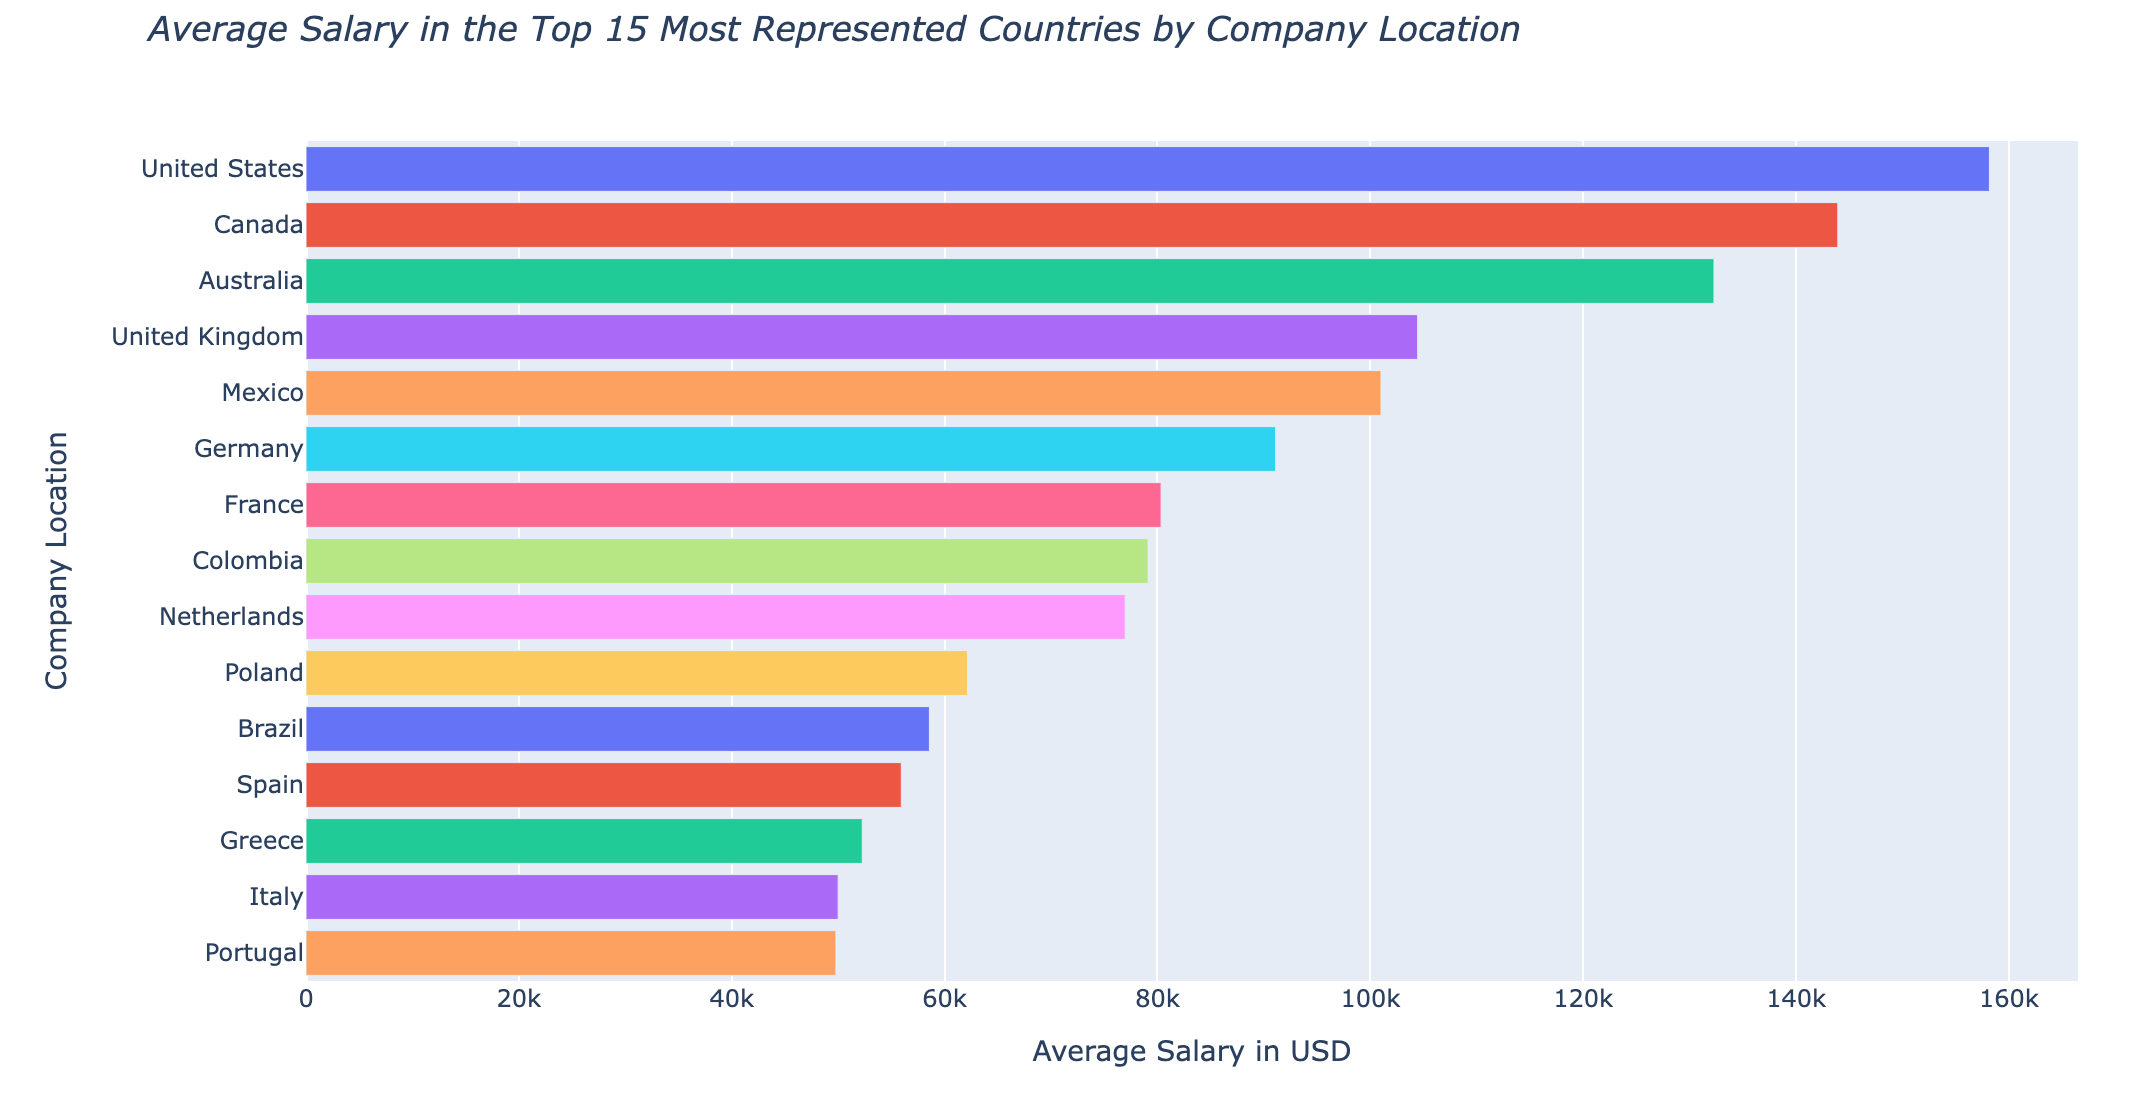 Average Salary in the Top 15 Most Represented Countries by Company Location
United States
Canada
Australia
United Kingdom
Mexico
Germany
France
Colombia
Netherlands
Poland
Brazil
Spain
Greece
Italy
Portugal
Company Location
0 20k 40k 60k 80k 100k 120k 140k 160k
Average Salary in USD